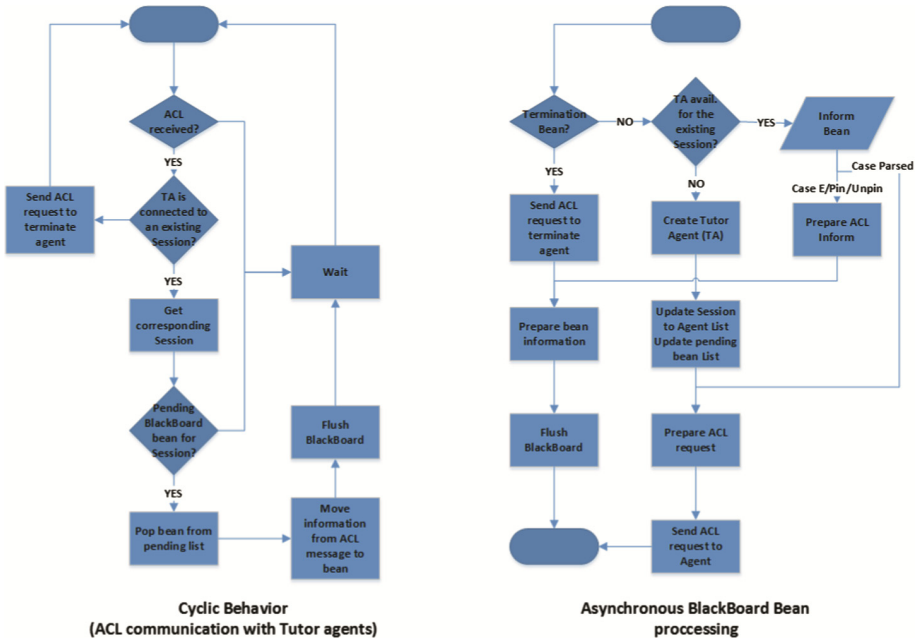 ACL
received?
YES
TA is
connected to
an existing
Session?
Send ACL
request to
terminate
agent
YES
Get
corresponding
Session
Pending
BlackBoard
bean for
Session?
YES
Pop bean from
pending list
Move
information
from ACL
message to
bean
Flush
BlackBoard
Wait
Cyclic Behavior
(ACL communication with Tutor agents)
Termination
Bean?
NO
TA avail.
for the
existing
Session?
YES
Inform
Bean
Case Parsed
Case E/Pin/Unpin
YES
NO
Send ACL
request to
terminate
agent
Create Tutor
Agent (TA)
Prepare ACL
Inform
Prepare bean
information
Update Session
to Agent List
Update pending
bean List
Flush
BlackBoard
Prepare ACL
request
Send ACL
request to
Agent
Asynchronous BlackBoard Bean
proccessing